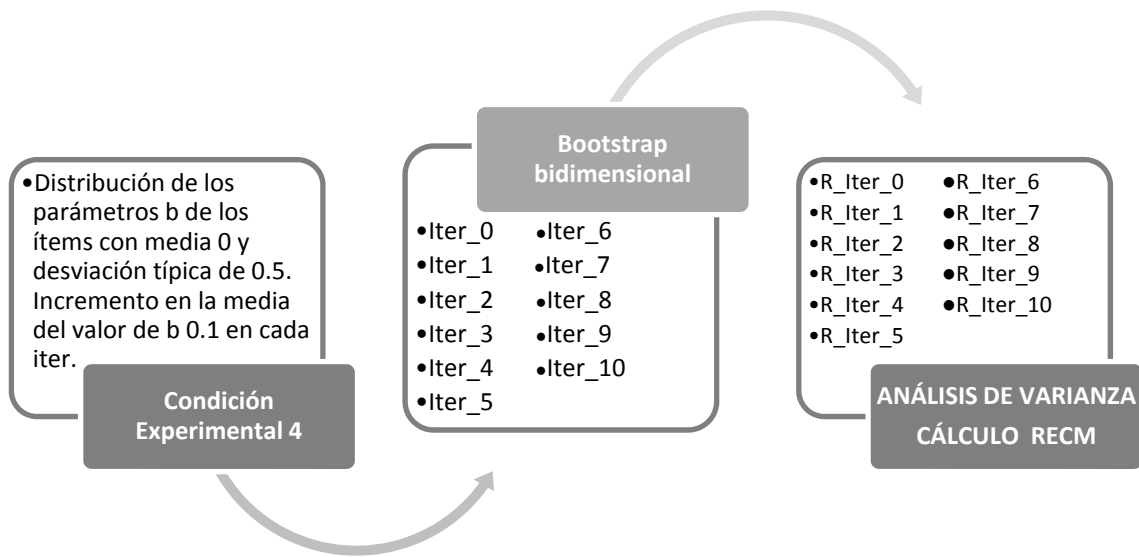 •Distribución de los
parámetros b de los
ítems con media 0 y
desviación típica de 0.5.
Incremento en la media
del valor de b 0.1 en cada
iter.
Condición
Experimental 4
Bootstrap
bidimensional
•Iter_0
•Iter_1
•Iter_2
•Iter_3
•Iter_4
•Iter_5
•Iter_6
•Iter_7
•Iter_8
•Iter_9
•Iter_10
•R_Iter_0
•R_Iter_1
•R_Iter_2
•R_Iter_3
•R_Iter_4
•R_Iter_5
•R_Iter_6
•R_Iter_7
•R_Iter_8
•R_Iter_9
•R_Iter_10
ANÁLISIS DE VARIANZA
CÁLCULO RECM